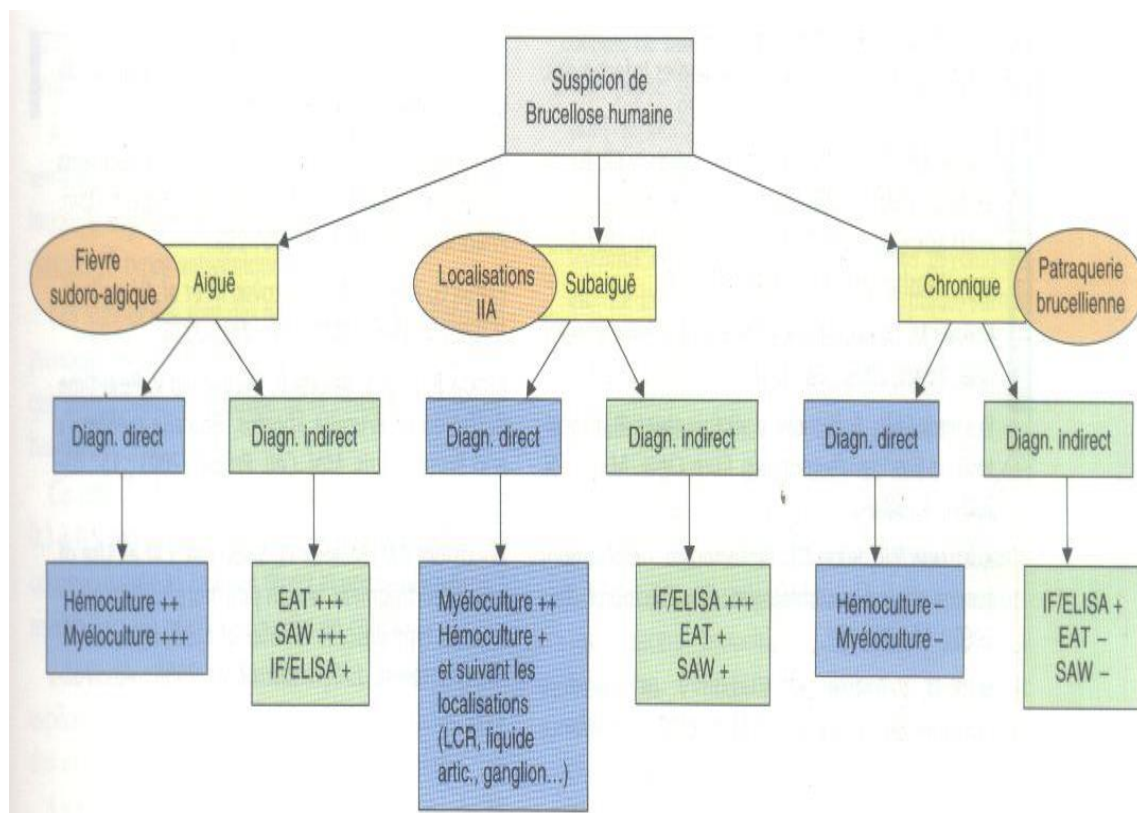 Suspicion de
Brucellose humaine
Fièvre
sudoro-algique
Aiguë
Localisations
IIA
Subaiguë
Chronique
Patraquerie
brucellienne
Diagn. direct
Diagn. indirect
Diagn. direct
Diagn. indirect
Diagn. direct
Diagn. indirect
Hémoculture ++
Myéloculture +++
EAT +++
SAW +++
IF/ELISA +
Myéloculture ++
Hémoculture +
et suivant les
localisations
(LCR, liquide
artic., ganglion...)
IF/ELISA +++
EAT +
SAW +
Hémoculture –
Myéloculture –
IF/ELISA +
EAT –
SAW –